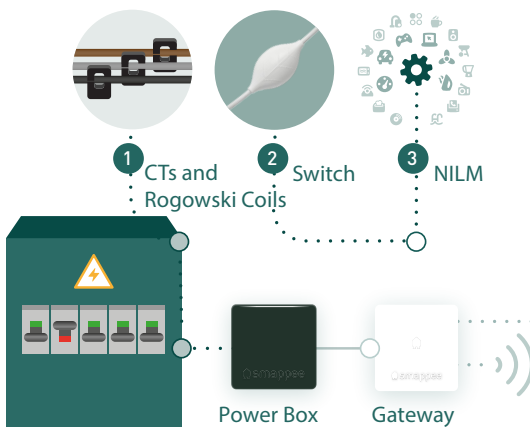 1
CTs and
Rogowski Coils
2
Switch
3
NILM
smappee
Power Box
smappee
Gateway